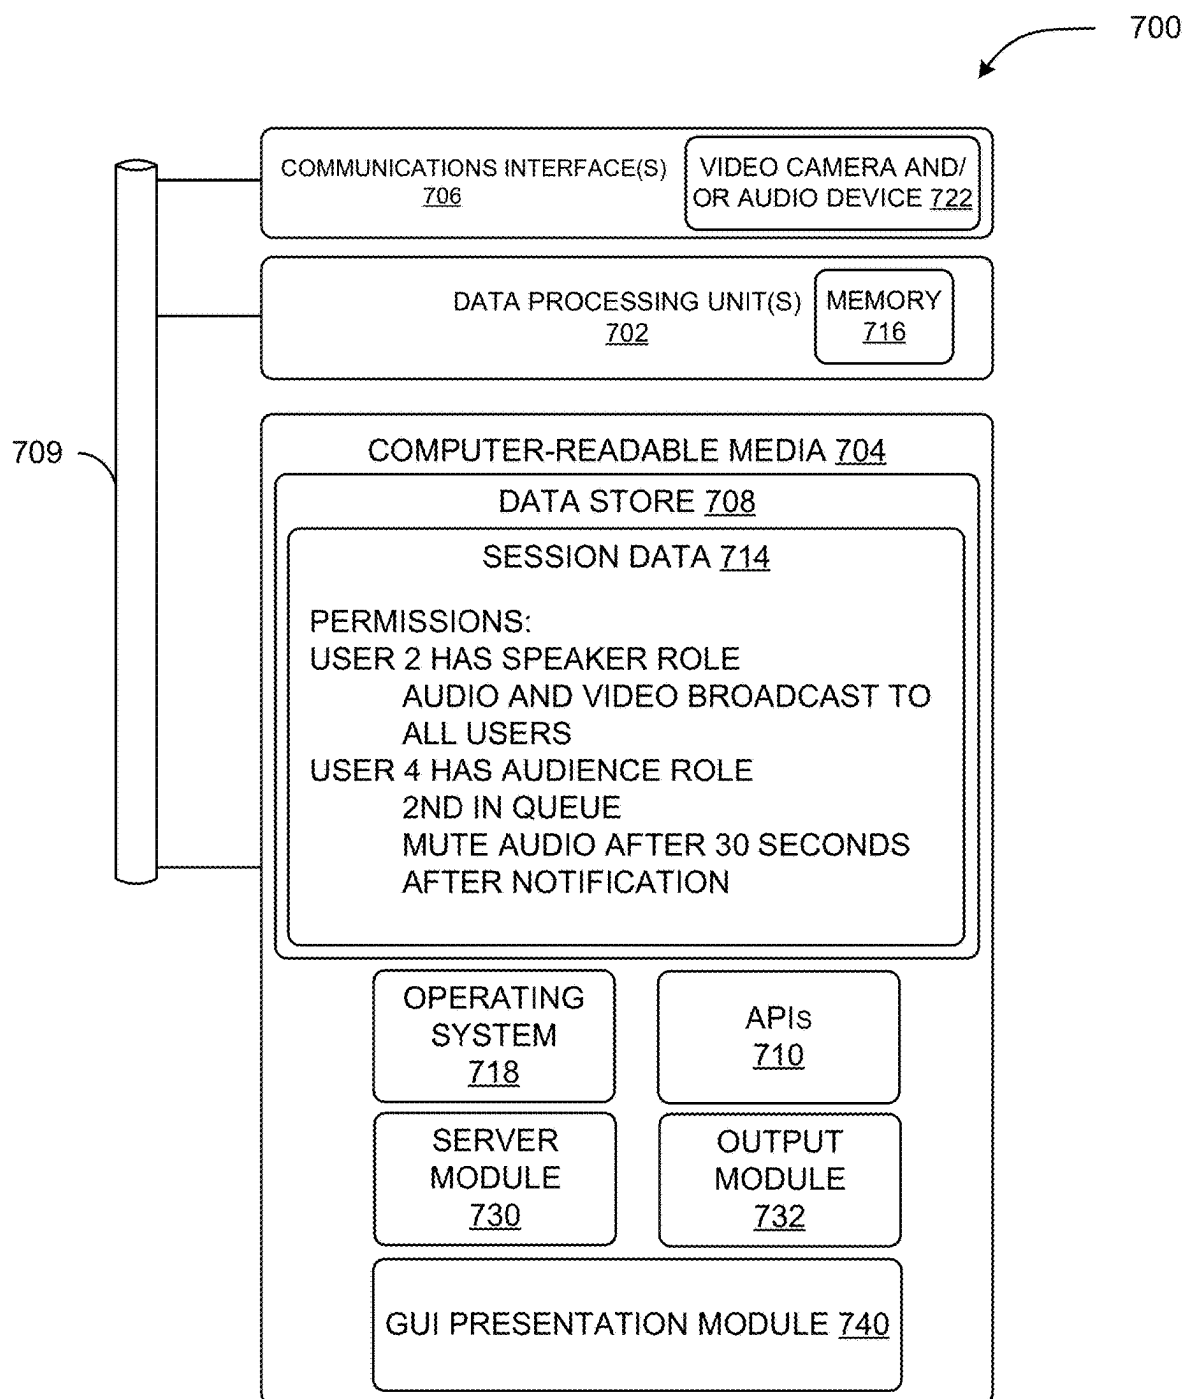 700
COMMUNICATIONS INTERFACE(S)
706
VIDEO CAMERA AND/
OR AUDIO DEVICE 722
DATA PROCESSING UNIT(S)
702
MEMORY
716
709
COMPUTER-READABLE MEDIA 704
DATA STORE 708
SESSION DATA 714
PERMISSIONS:
USER 2 HAS SPEAKER ROLE
AUDIO AND VIDEO BROADCAST TO
ALL USERS
USER 4 HAS AUDIENCE ROLE
2ND IN QUEUE
MUTE AUDIO AFTER 30 SECONDS
AFTER NOTIFICATION
OPERATING
SYSTEM
718
APIs
710
SERVER
MODULE
730
OUTPUT
MODULE
732
GUI PRESENTATION MODULE 740